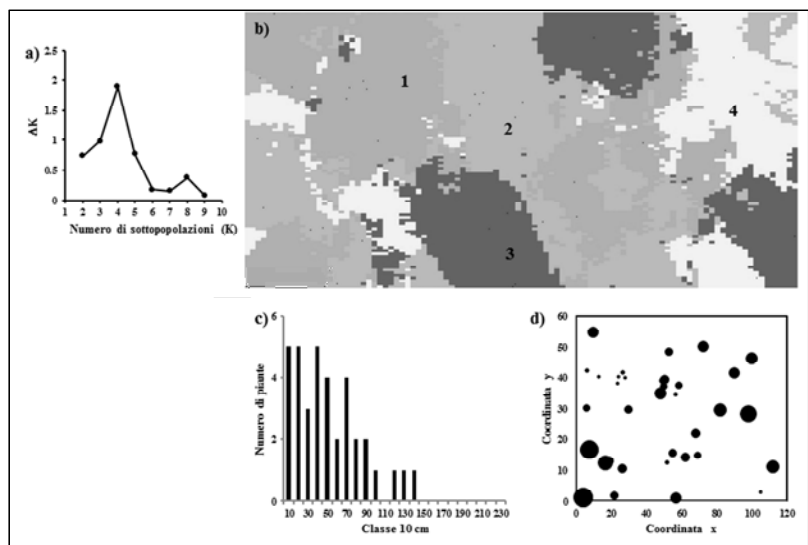 a)
ΔK
2.5
2
1.5
1
0.5
0
1 2 3 4 5 6 7 8 9 10
Numero di sottopopolazioni (K)
b)
1
2
3
4
c)
Numero di piante
6
4
2
0
10 30 50 70 90 110 130 150 170 190 210 230
Classe 10 cm
d)
Coordinata y
60
50
40
30
20
10
0
0 20 40 60 80 100 120
Coordinata x